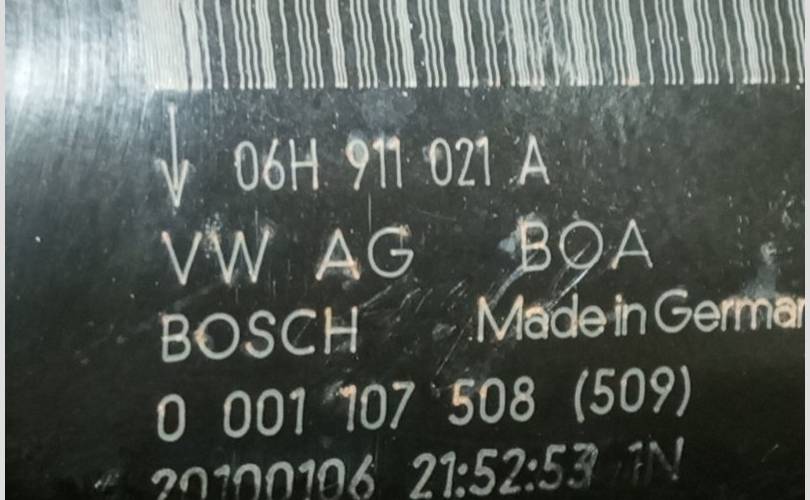 06H 911 021 A
VW AG BOA
BOSCH Made in German
0 001 107 508 (509)
20100106 21:52:53 1N